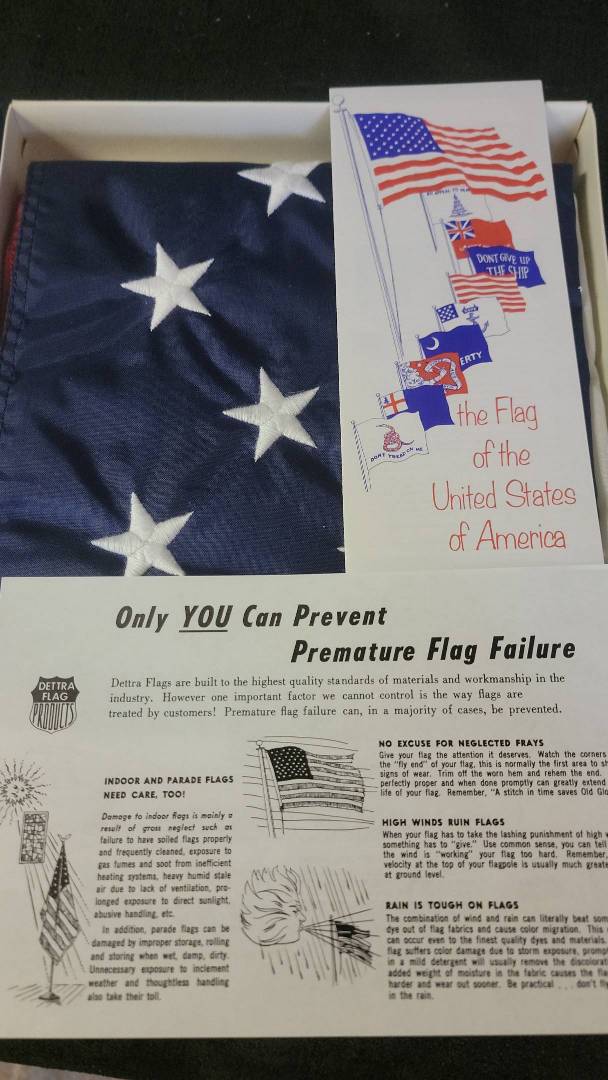 AN APPEAL TO
DONT GIVE UP
THE SHIP
ERTY
DONT TREAD ON ME
the Flag
of the
United States
of America
Only YOU Can Prevent
Premature Flag Failure
DETTRA
FLAG
PRODUCTS
Dettra Flags are built to the highest quality standards of materials and workmanship in the
industry. However one important factor we cannot control is the way flags are
treated by customers! Premature flag failure can, in a majority of cases, be prevented.
INDOOR AND PARADE FLAGS
NEED CARE, TOO!
Damage to indoor flags is mainly a
result of gross neglect such as
failure to have soiled flags properly
and frequently cleaned, exposure to
gas fumes and soot from inefficient
heating systems, heavy humid stale
air due to lack of ventilation, pro-
longed exposure to direct sunlight,
abusive handling, etc.
In addition, parade flags can be
damaged by improper storage, rolling
and storing when wet, damp, dirty.
Unnecessary exposure to inclement
weather and thoughtless handling
also take their toll.
NO EXCUSE FOR NEGLECTED FRAYS
Give your flag the attention it deserves. Watch the corners
the "fly end" of your flag, this is normally the first area to sh
signs of wear. Trim off the worn hem and rehem the end.
perfectly proper and when done promptly can greatly extend
life of your flag. Remember, "A stitch in time saves Old Glo
HIGH WINDS RUIN FLAGS
When your flag has to take the lashing punishment of high w
something has to "give." Use common sense, you can tell
the wind is "working" your flag too hard. Remember,
velocity at the top of your flagpole is usually much greate
at ground level.
RAIN IS TOUGH ON FLAGS
The combination of wind and rain can literally beat som
dye out of flag fabrics and cause color migration. This
can occur even to the finest quality dyes and materials.
flag suffers color damage due to storm exposure, promp
in a mild detergent will usually remove the discolorat
added weight of moisture in the fabric causes the fla
harder and wear out sooner. Be practical . . . don't fly
in the rain.